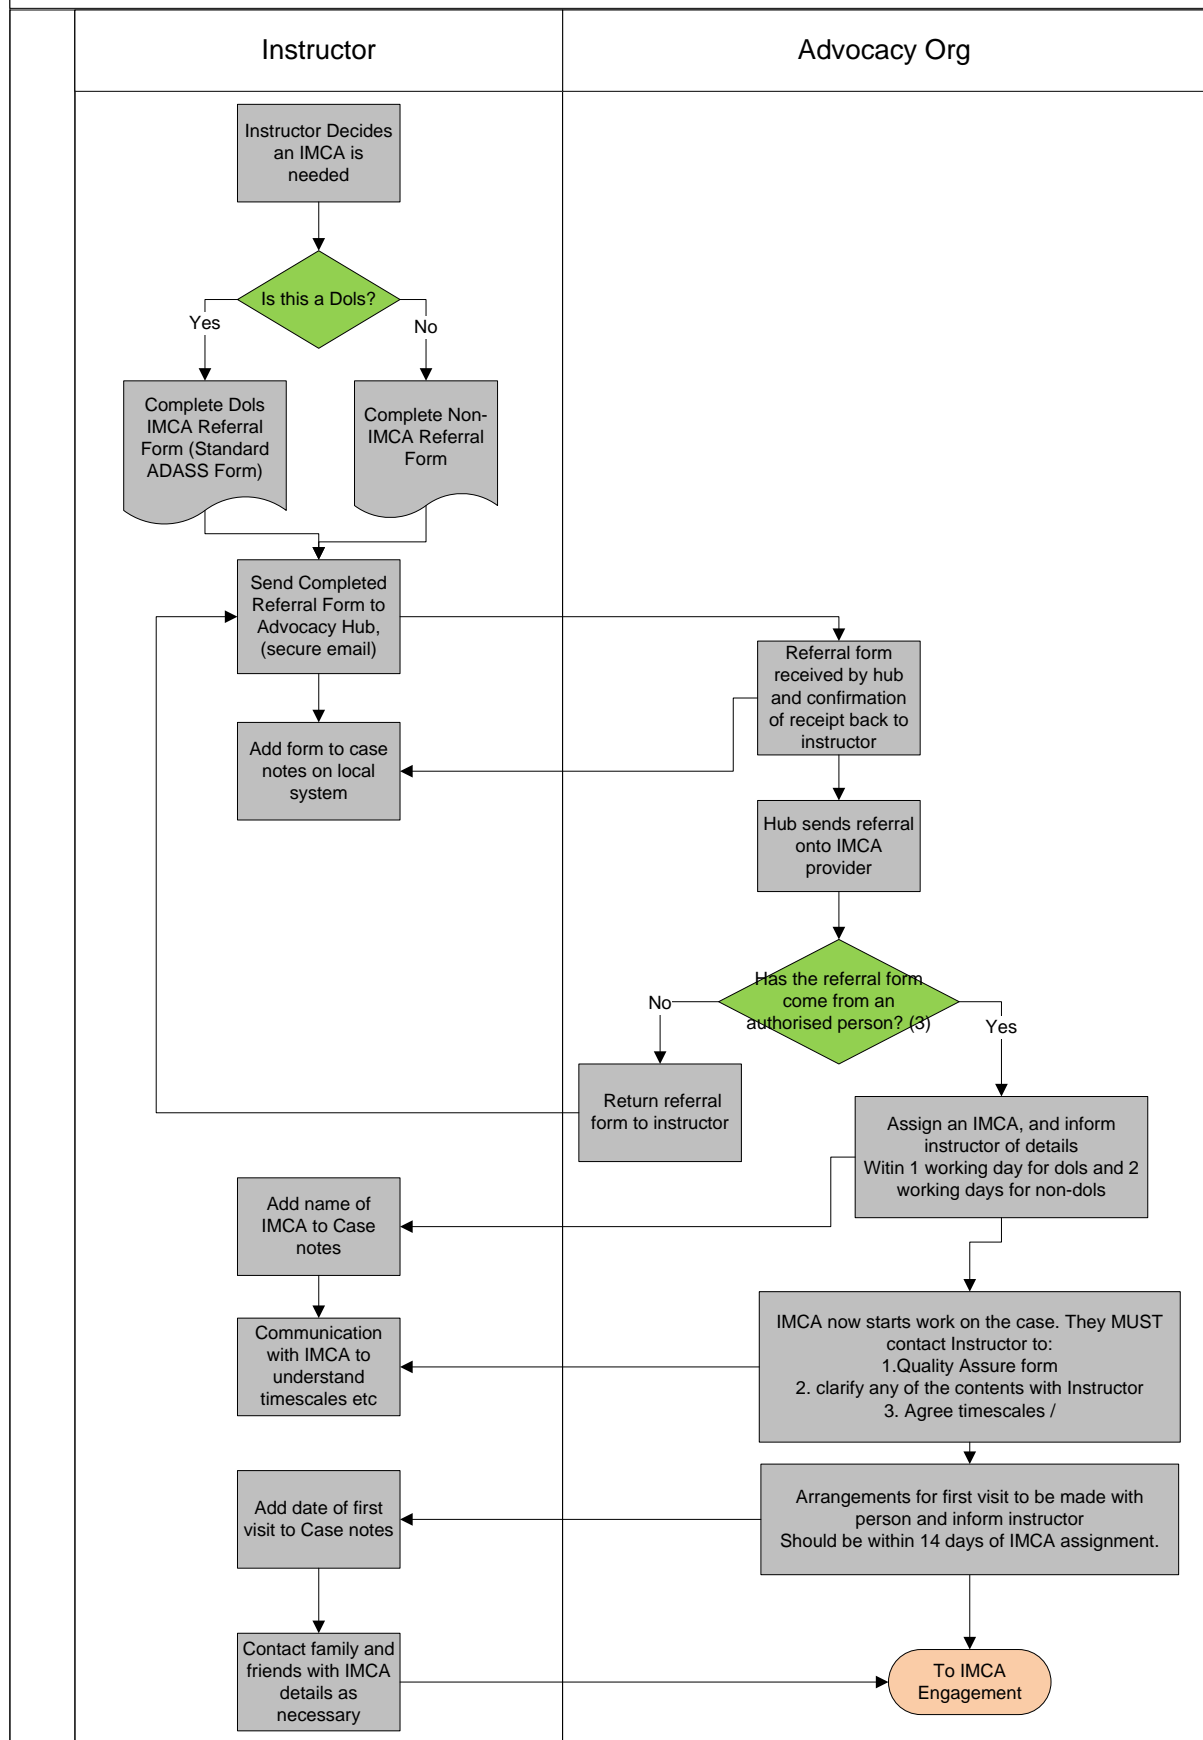 Instructor
Advocacy Org
Instructor Decides
an IMCA is
needed
Is this a Dols?
Yes
No
Complete Dols
IMCA Referral
Form (Standard
ADASS Form)
Complete Non-
IMCA Referral
Form
Send Completed
Referral Form to
Advocacy Hub,
(secure email)
Referral form
received by hub
and confirmation
of receipt back to
instructor
Add form to case
notes on local
system
Hub sends referral
onto IMCA
provider
Has the referral form
come from an
authorised person? (3)
No
Yes
Return referral
form to instructor
Assign an IMCA, and inform
instructor of details
Witin 1 working day for dols and 2
working days for non-dols
Add name of
IMCA to Case
notes
IMCA now starts work on the case. They MUST
contact Instructor to:
1.Quality Assure form
2. clarify any of the contents with Instructor
3. Agree timescales /
Communication
with IMCA to
understand
timescales etc
Arrangements for first visit to be made with
person and inform instructor
Should be within 14 days of IMCA assignment.
Add date of first
visit to Case notes
Contact family and
friends with IMCA
details as
necessary
To IMCA
Engagement